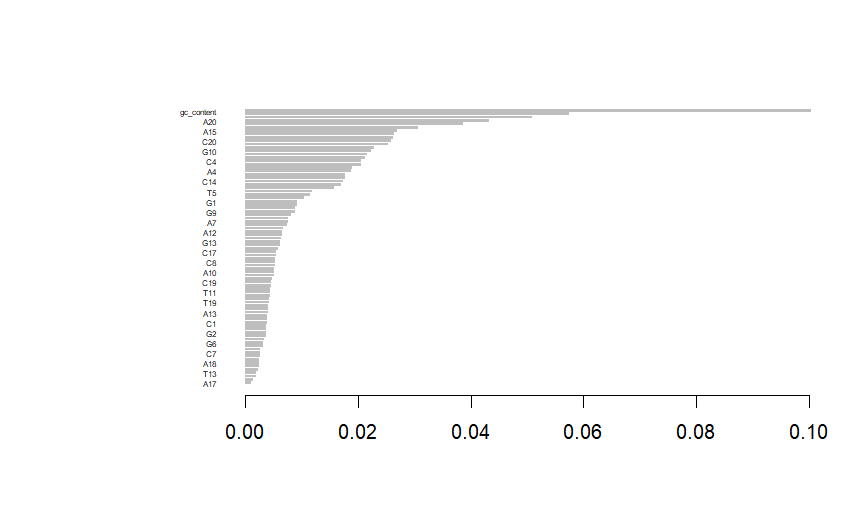 gc_content
A20
A15
C20
G10
C4
A4
C14
T5
G1
G9
A7
A12
G13
C17
C8
A10
C19
T11
T19
A13
C1
G2
G6
C7
A18
T13
A17
0.00 0.02 0.04 0.06 0.08 0.10